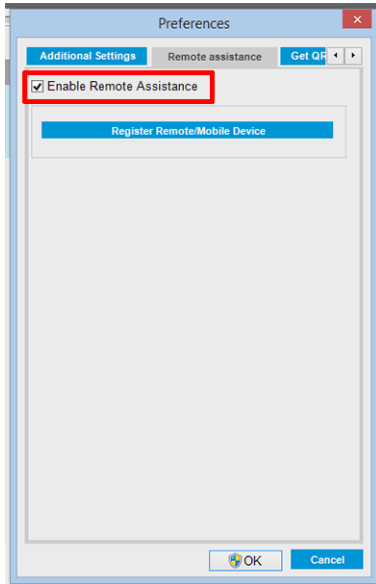 Preferences
Additional Settings Remote assistance Get QR
Enable Remote Assistance
Register Remote/Mobile Device
OK Cancel